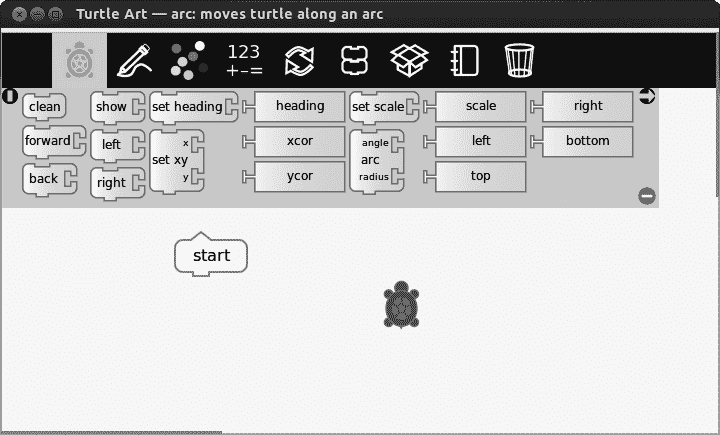 Turtle Art — arc: moves turtle along an arc
123
+-=
clean show set heading heading set scale scale right
forward left set xy x y xcor angle arc radius left bottom
back right ycor top
start